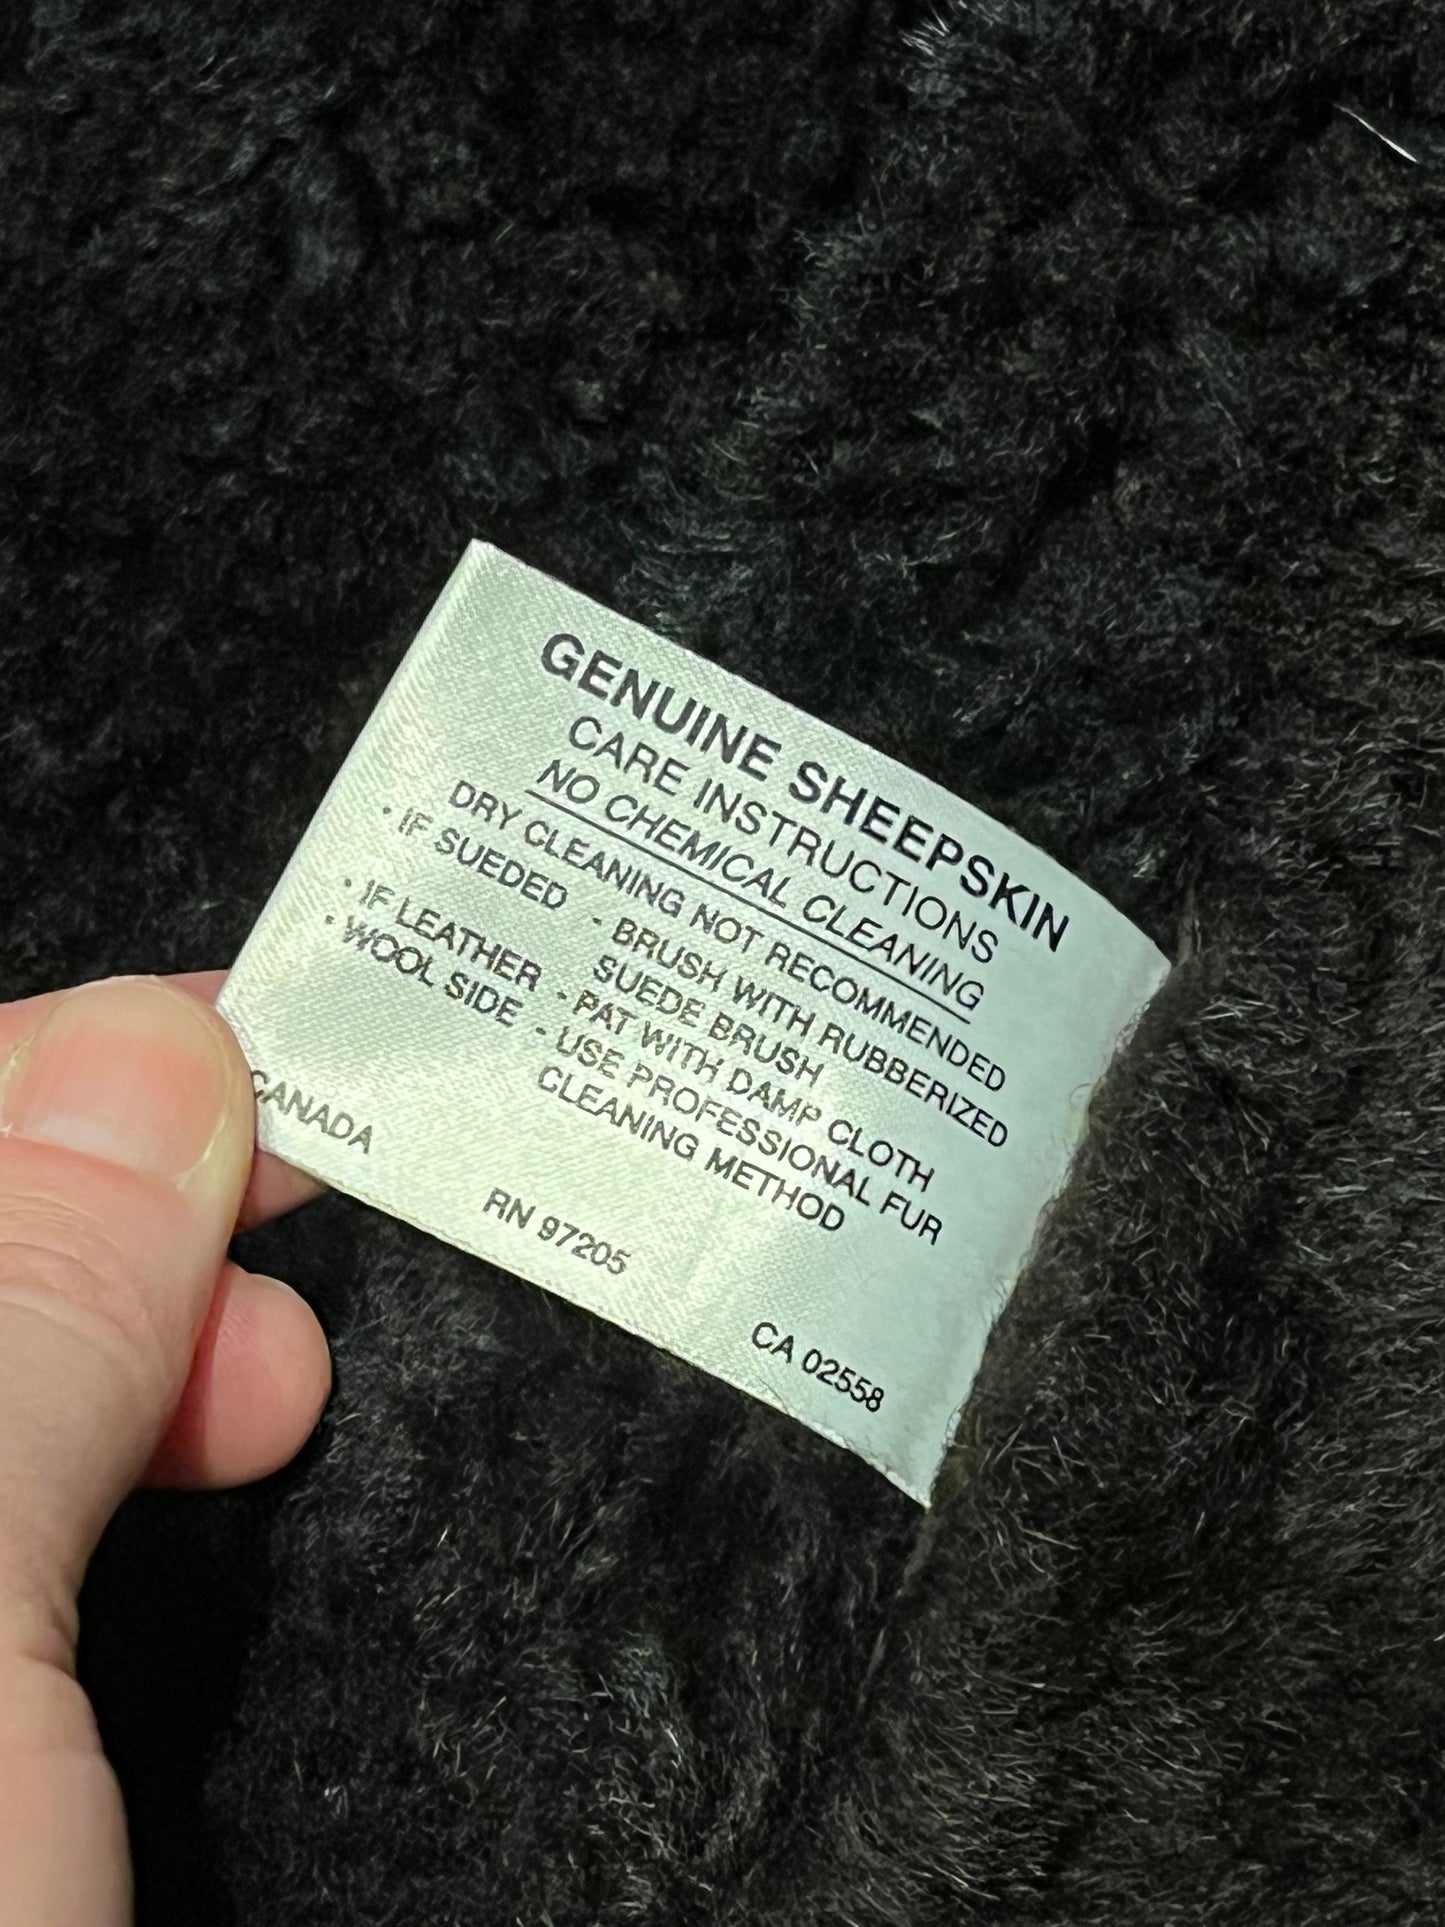 GENUINE SHEEPSKIN
CARE INSTRUCTIONS
NO CHEMICAL CLEANING
DRY CLEANING NOT RECOMMENDED
• IF SUEDED - BRUSH WITH RUBBERIZED
SUEDE BRUSH
• IF LEATHER - PAT WITH DAMP CLOTH
• WOOL SIDE - USE PROFESSIONAL FUR
CLEANING METHOD
CANADA
RN 97205
CA 02558